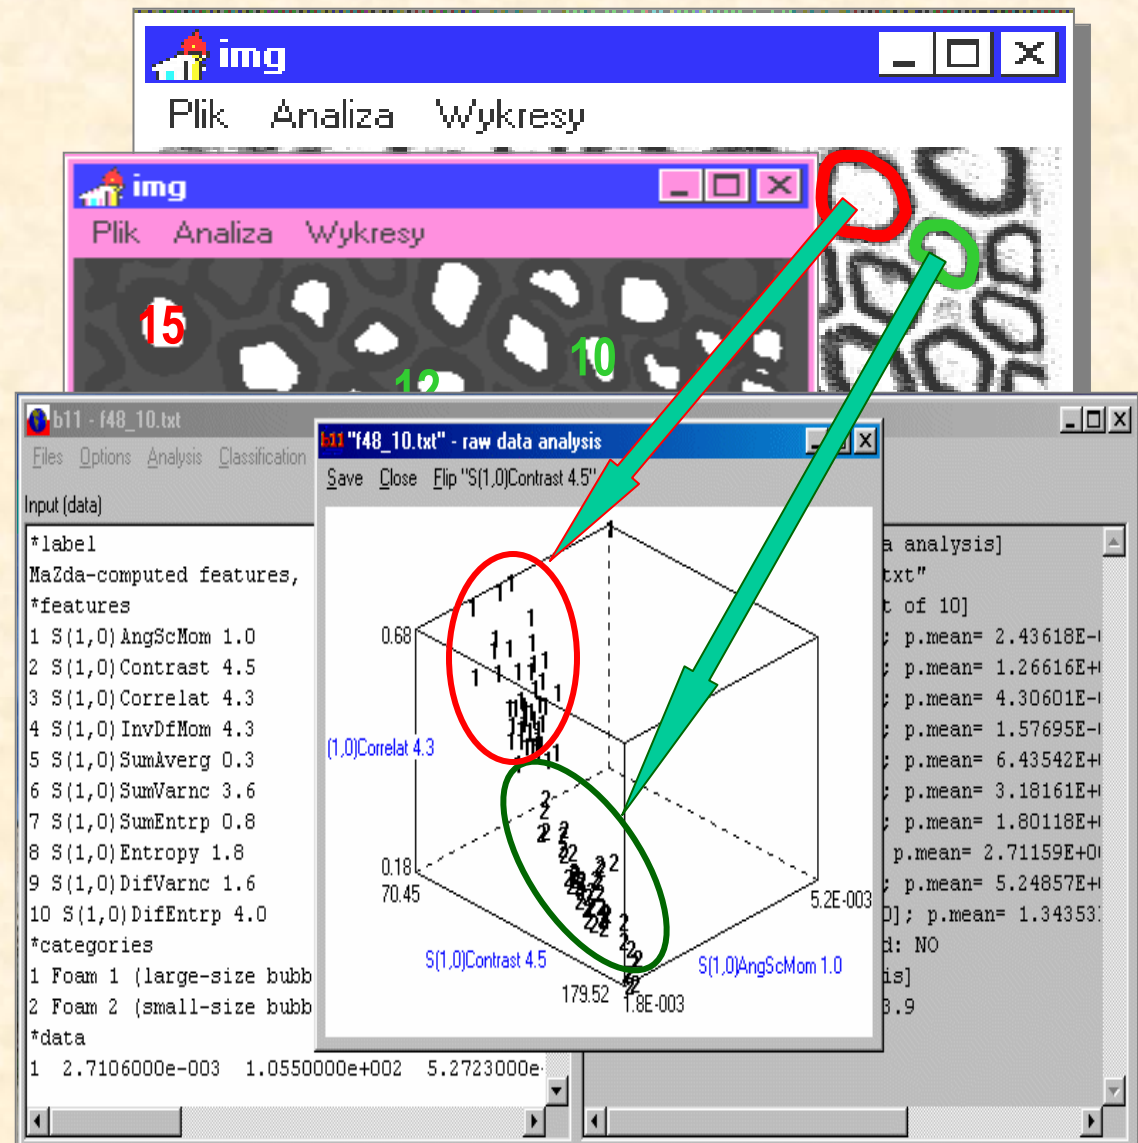 img
Plik Analiza Wykresy
img
Plik Analiza Wykresy
15
10
12
b11 - f48_10.txt
Files Options Analysis Classification
Input (data)
*label
MaZda-computed features,
*features
1 S(1,0)AngScMom 1.0
2 S(1,0)Contrast 4.5
3 S(1,0)Correlat 4.3
4 S(1,0)InvDfMom 4.3
5 S(1,0)SumAverg 0.3
6 S(1,0)SumVarnc 3.6
7 S(1,0)SumEntrp 0.8
8 S(1,0)Entropy 1.8
9 S(1,0)DifVarnc 1.6
10 S(1,0)DifEntrp 4.0
*categories
1 Foam 1 (large-size bubb
2 Foam 2 (small-size bubb
*data
1 2.7106000e-003 1.0550000e+002 5.2723000e-
b11 "f48_10.txt" - raw data analysis
Save Close Flip "S(1,0)Contrast 4.5"
0.68
(1,0)Correlat 4.3
0.18
70.45
5.2E-003
S(1,0)Contrast 4.5
S(1,0)AngScMom 1.0
179.52
1.8E-003
a analysis]
txt"
t of 10]
; p.mean= 2.43618E-
; p.mean= 1.26616E+
; p.mean= 4.30601E-
; p.mean= 1.57695E-
; p.mean= 6.43542E+
; p.mean= 3.18161E+
; p.mean= 1.80118E+
p.mean= 2.71159E+0
; p.mean= 5.24857E+
0]; p.mean= 1.34353
d: NO
is]
3.9